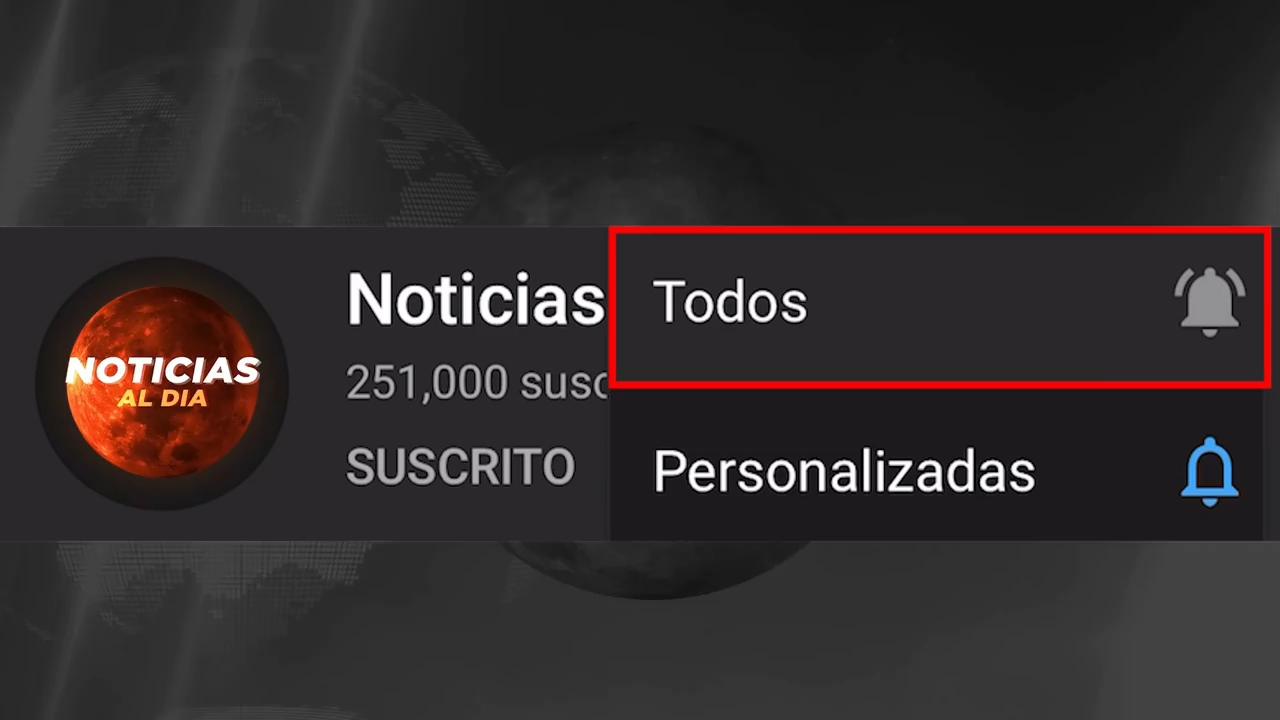 NOTICIAS
AL DIA
Noticias
251,000 susc
SUSCRITO
Todos
Personalizadas